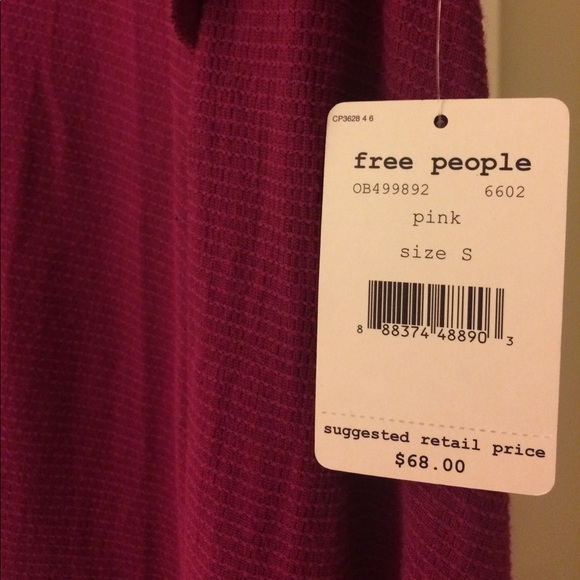 CP3628 4 6
free people
OB499892 6602
pink
size S
8 88374 48890 3
suggested retail price
$68.00